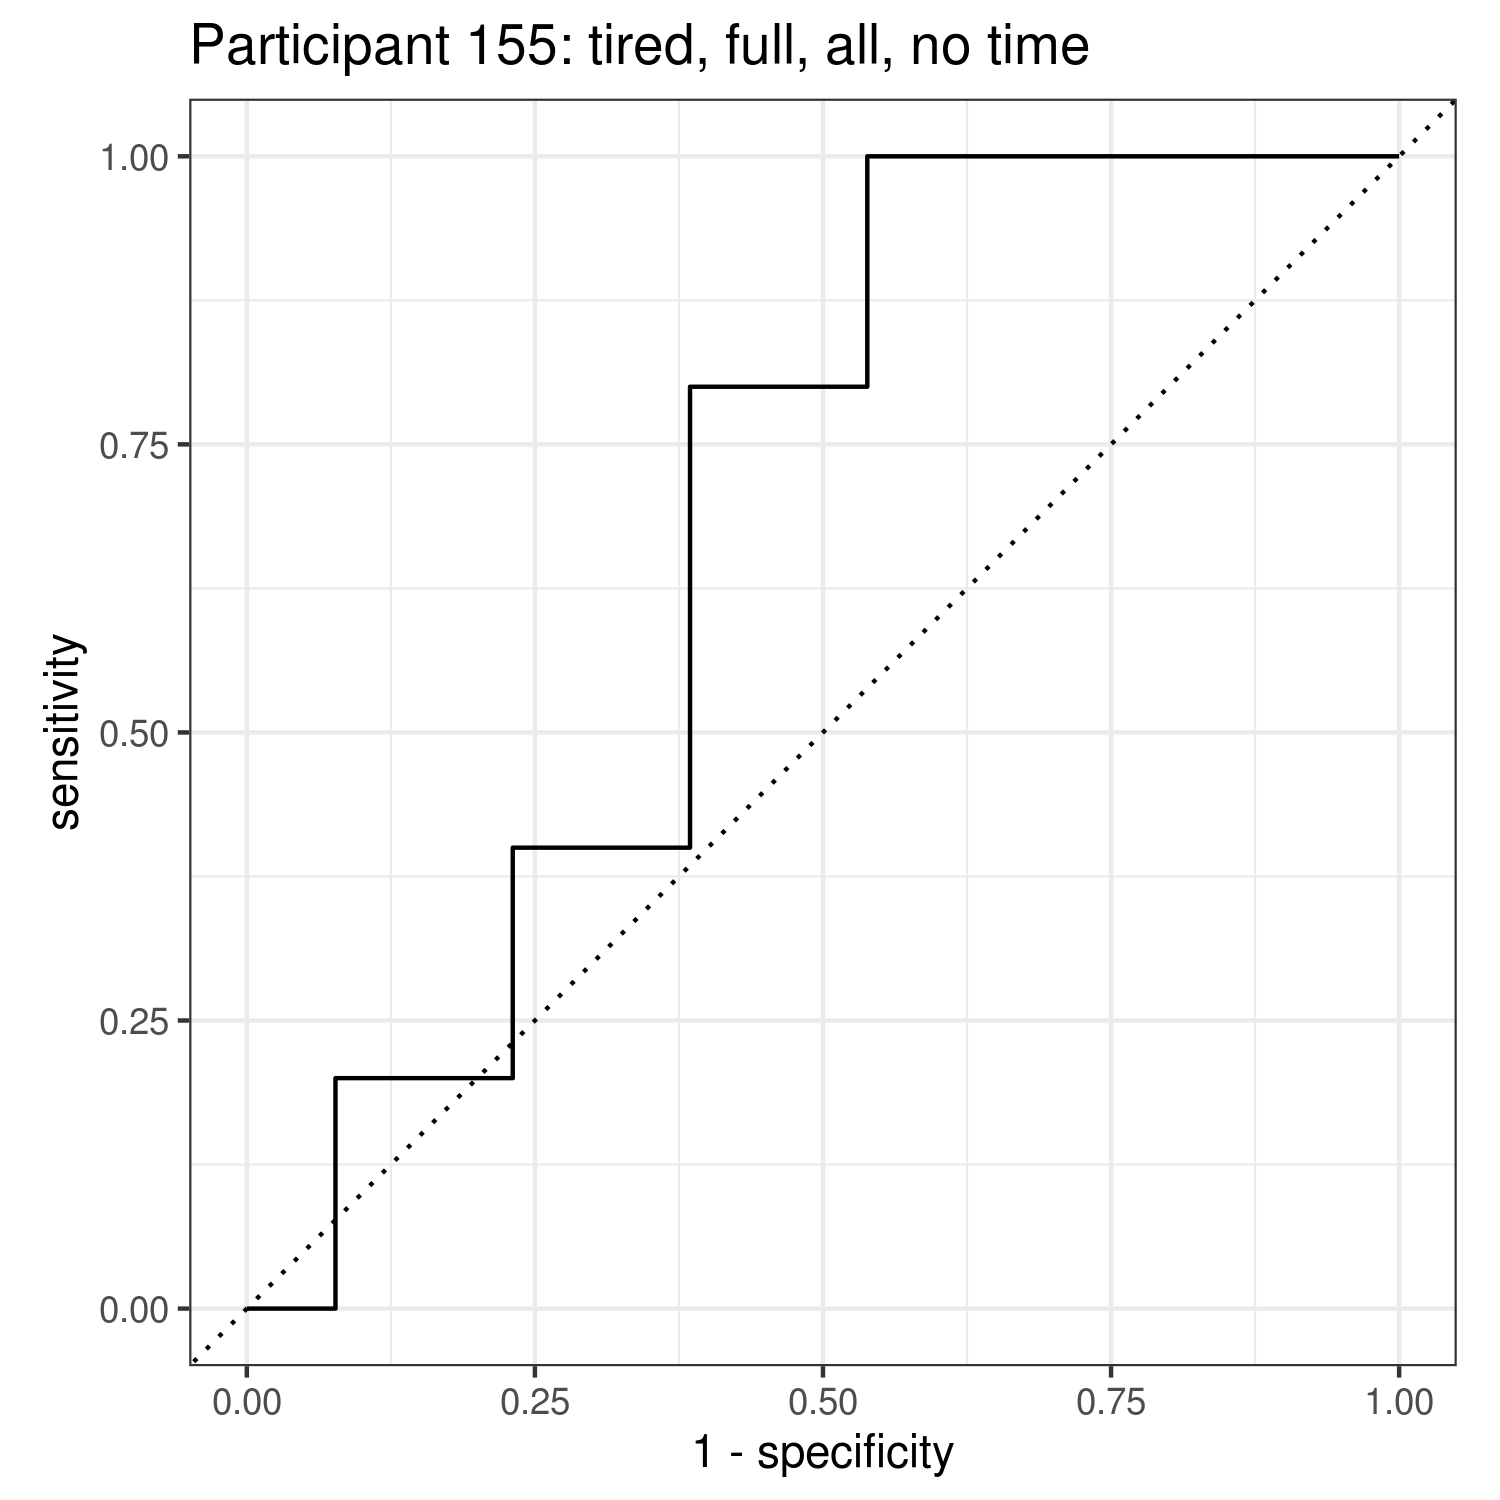 Participant 155: tired, full, all, no time
1.00
0.75
0.50
0.25
0.00
sensitivity
0.00 0.25 0.50 0.75 1.00
1 - specificity